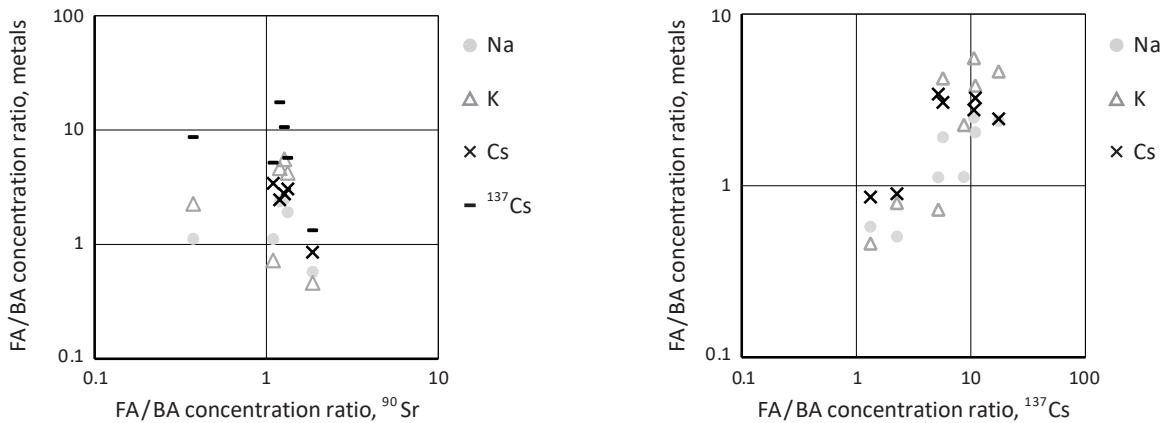 FA/BA concentration ratio, metals
100
10
1
0.1
0.1
1
10
FA/BA concentration ratio, ⁹⁰Sr
Na
K
Cs
¹³⁷Cs
FA/BA concentration ratio, metals
10
1
0.1
0.1
1
10
100
FA/BA concentration ratio, ¹³⁷Cs
Na
K
Cs